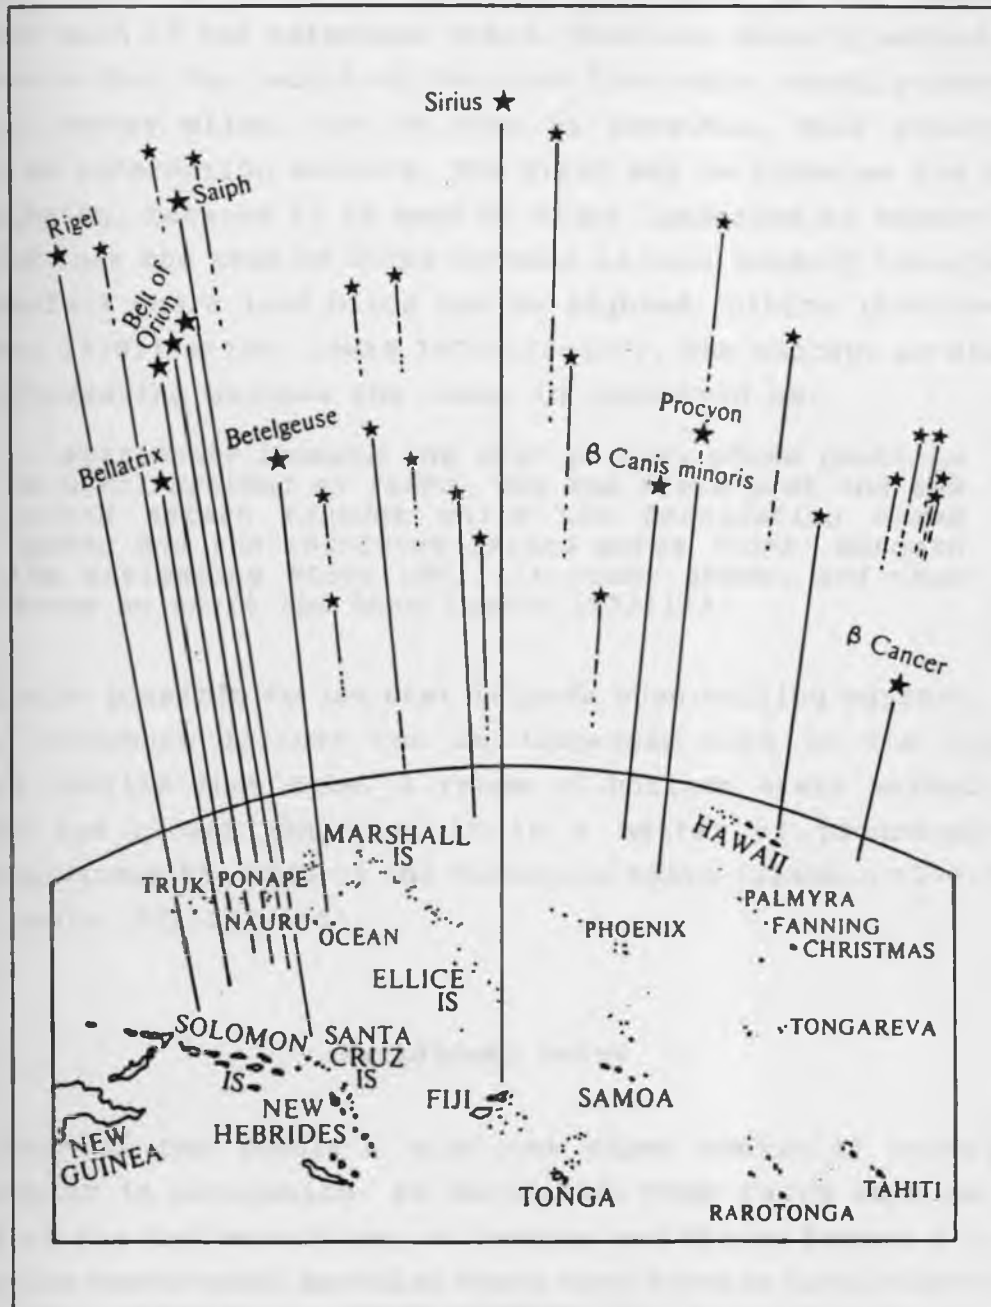 Sirius
Saiph
Rigel
Belt of
Orion
Betelgeuse
Procvon
Bellatrix
β Canis minoris
β Cancer
MARSHALL
IS
HAWAII
TRUK
PONAPE
PALMYRA
NAURU
OCEAN
PHOENIX
FANNING
CHRISTMAS
ELLICE
IS
SOLOMON
IS
SANTA
CRUZ
IS
TONGAREVA
FIJI
SAMOA
NEW
HEBRIDES
NEW
GUINEA
TONGA
TAHITI
RAROTONGA